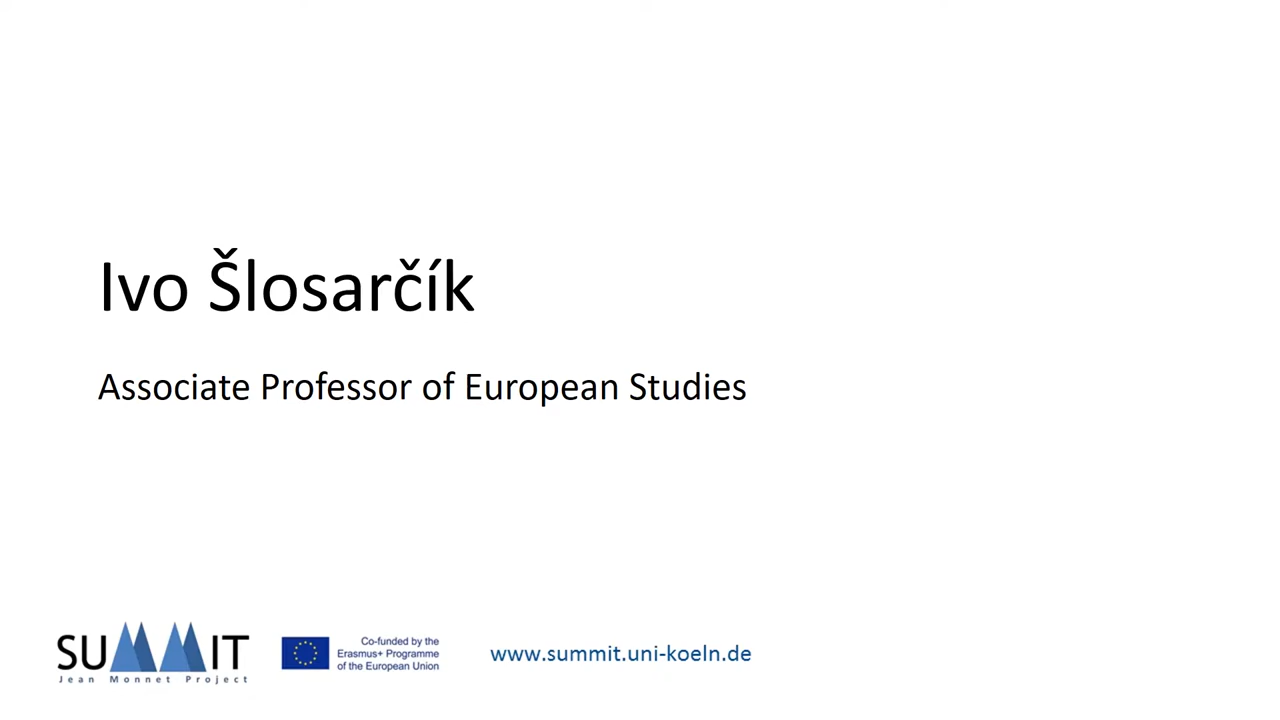 Ivo Šlosarčík
Associate Professor of European Studies
SUMMIT
Jean Monnet Project
Co-funded by the
Erasmus+ Programme
of the European Union
www.summit.uni-koeln.de